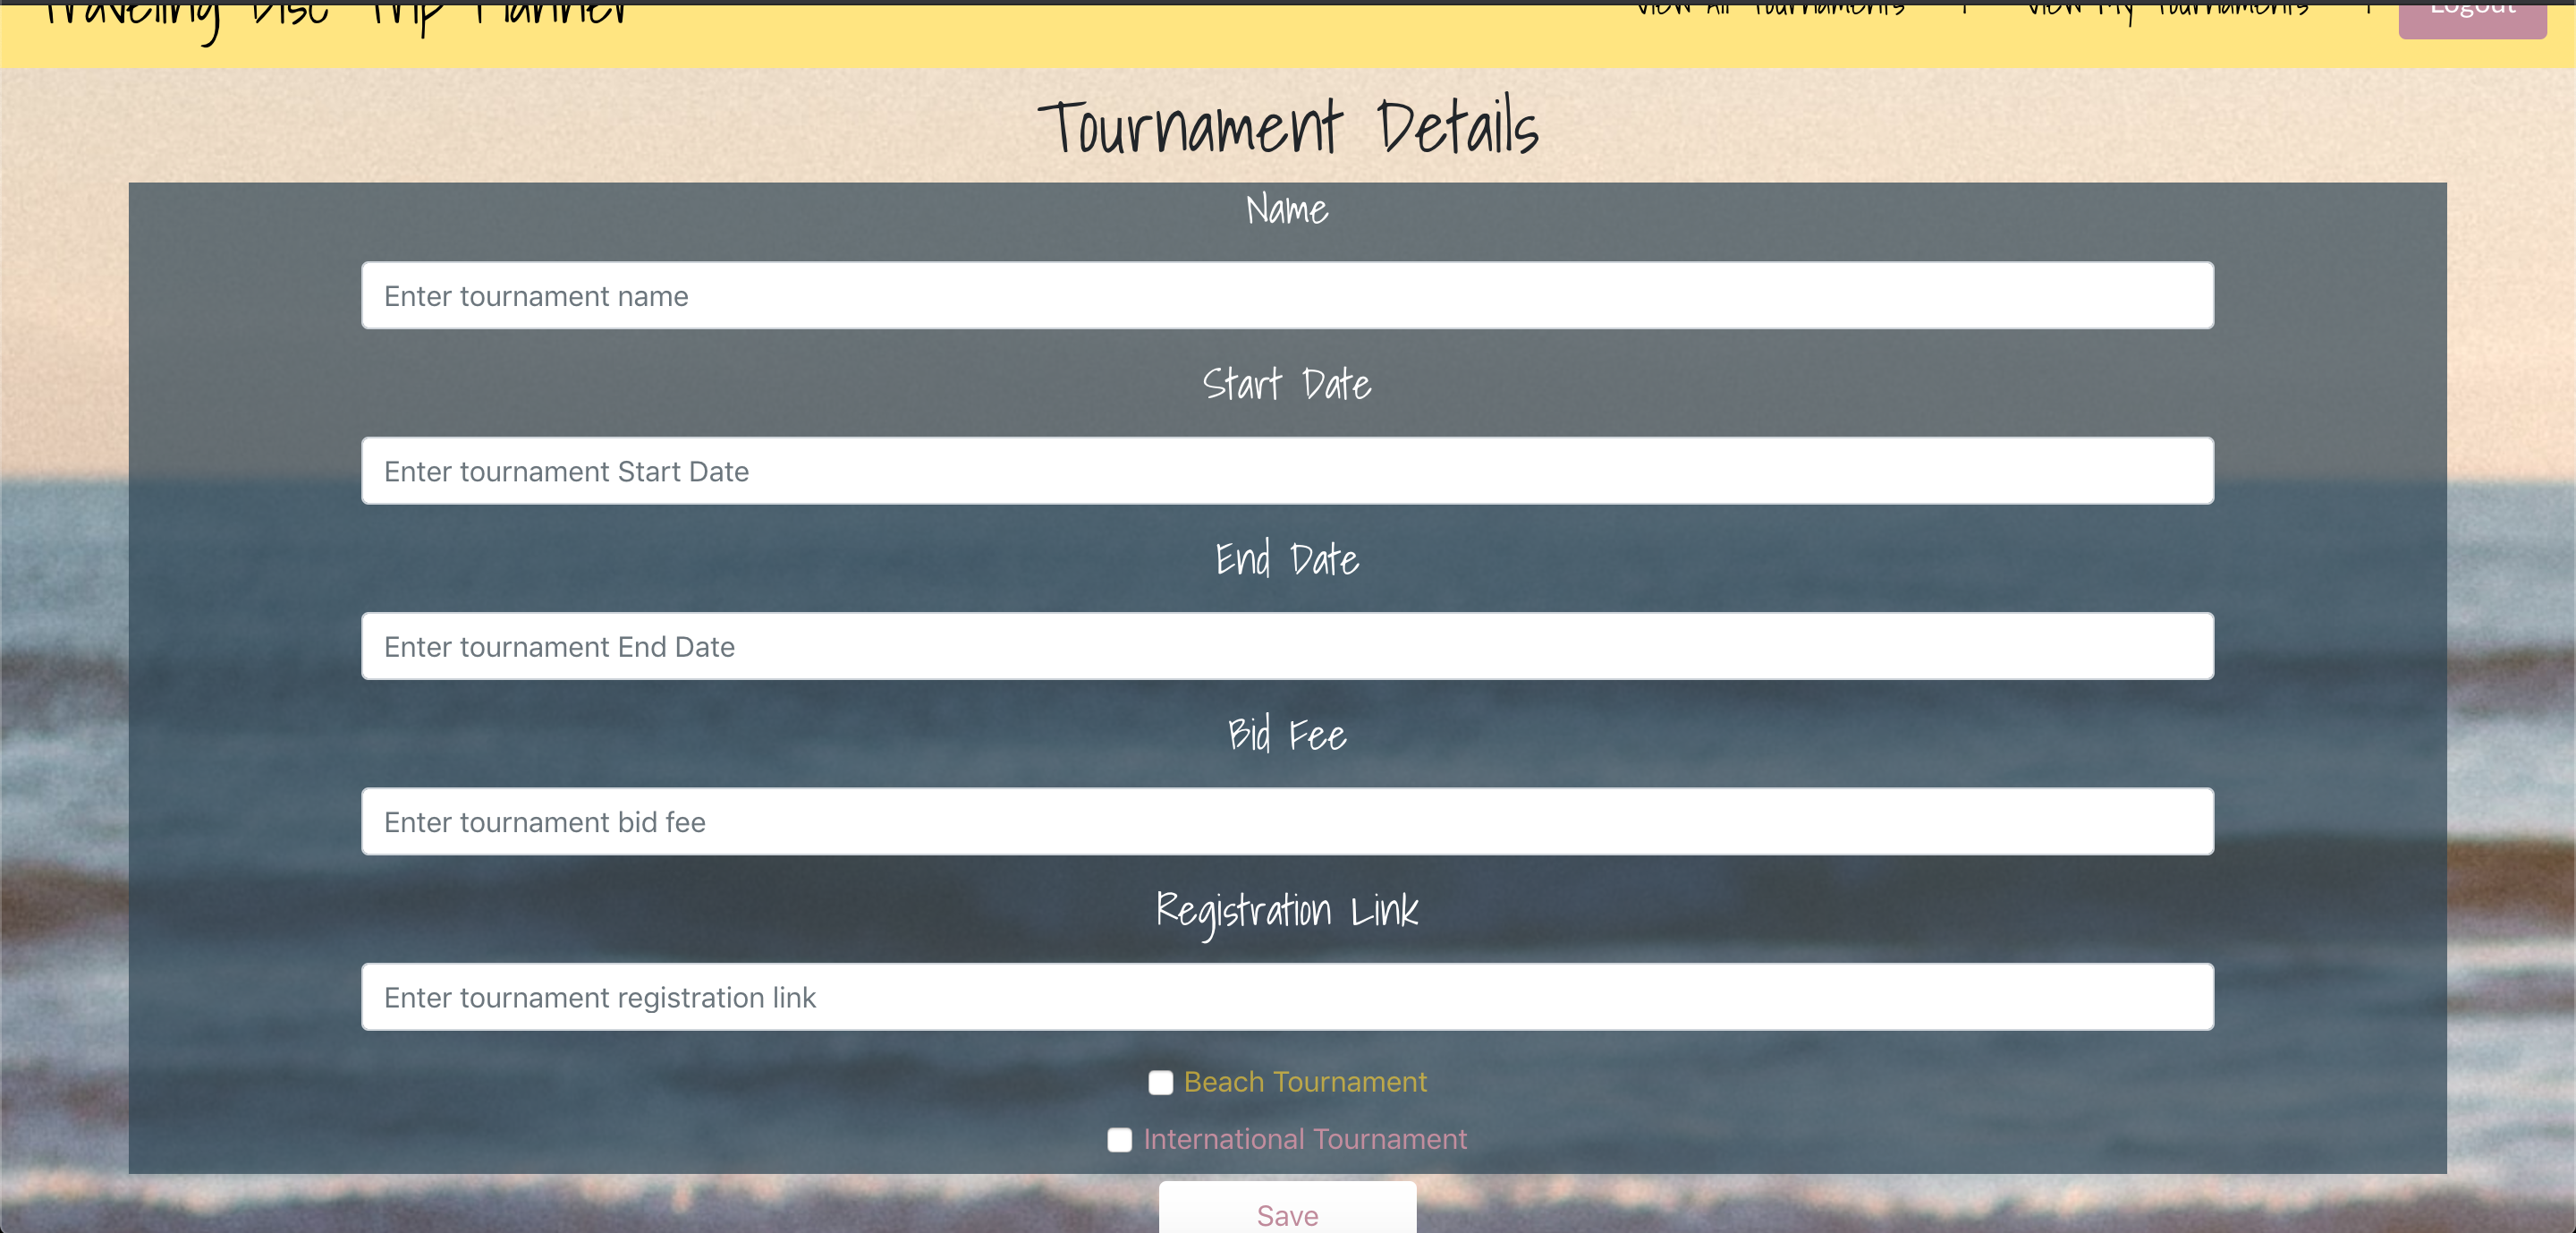 Traveling Disc Trip Planner
View All Tournaments | View My Tournaments | Logout
Tournament Details
Name
Enter tournament name
Start Date
Enter tournament Start Date
End Date
Enter tournament End Date
Bid Fee
Enter tournament bid fee
Registration Link
Enter tournament registration link
Beach Tournament
International Tournament
Save